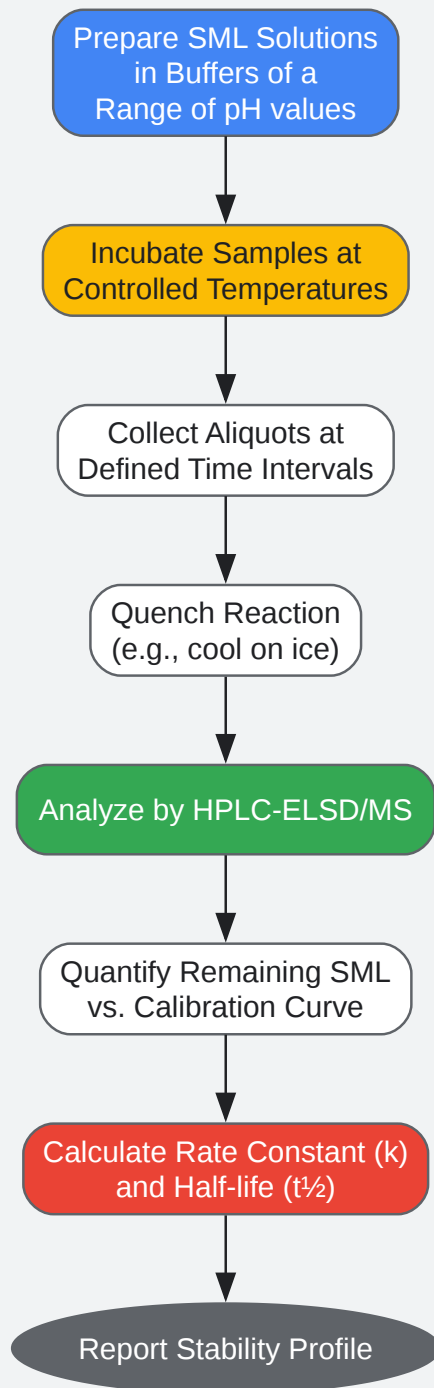 Prepare SML Solutions
in Buffers of a
Range of pH values
Incubate Samples at
Controlled Temperatures
Collect Aliquots at
Defined Time Intervals
Quench Reaction
(e.g., cool on ice)
Analyze by HPLC-ELSD/MS
Quantify Remaining SML
vs. Calibration Curve
Calculate Rate Constant (k)
and Half-life (t½)
Report Stability Profile